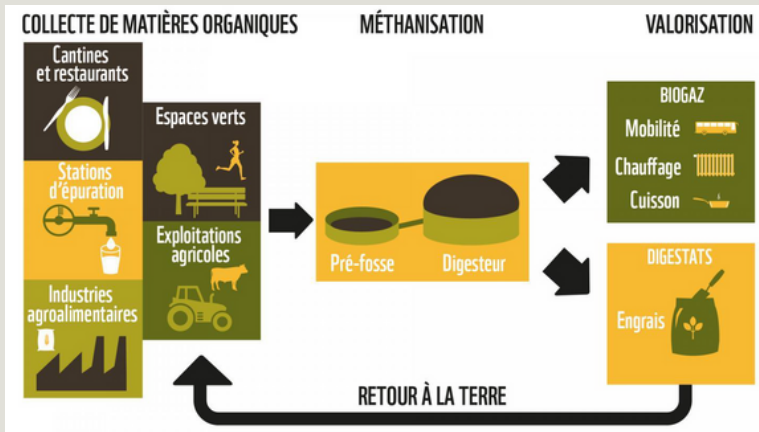 COLLECTE DE MATIÈRES ORGANIQUES
MÉTHANISATION
VALORISATION
Cantines
et restaurants
Stations
d'épuration
Industries
agroalimentaires
Espaces verts
Exploitations
agricoles
Pré-fosse
Digesteur
BIOGAZ
Mobilité
Chauffage
Cuisson
DIGESTATS
Engrais
RETOUR À LA TERRE